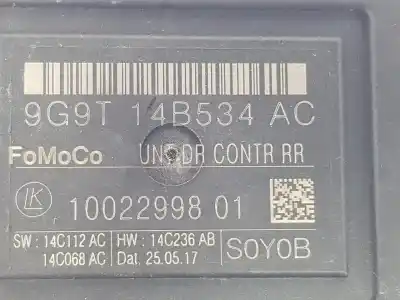 9G9T 14B534 AC
FoMoCo UN DR CONTR RR
LK 10022998 01
SW : 14C112 AC HW : 14C236 AB
14C068 AC Dat. 25.05.17 S0Y0B